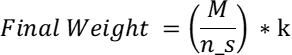 Final Weight = (M/n_s) * k